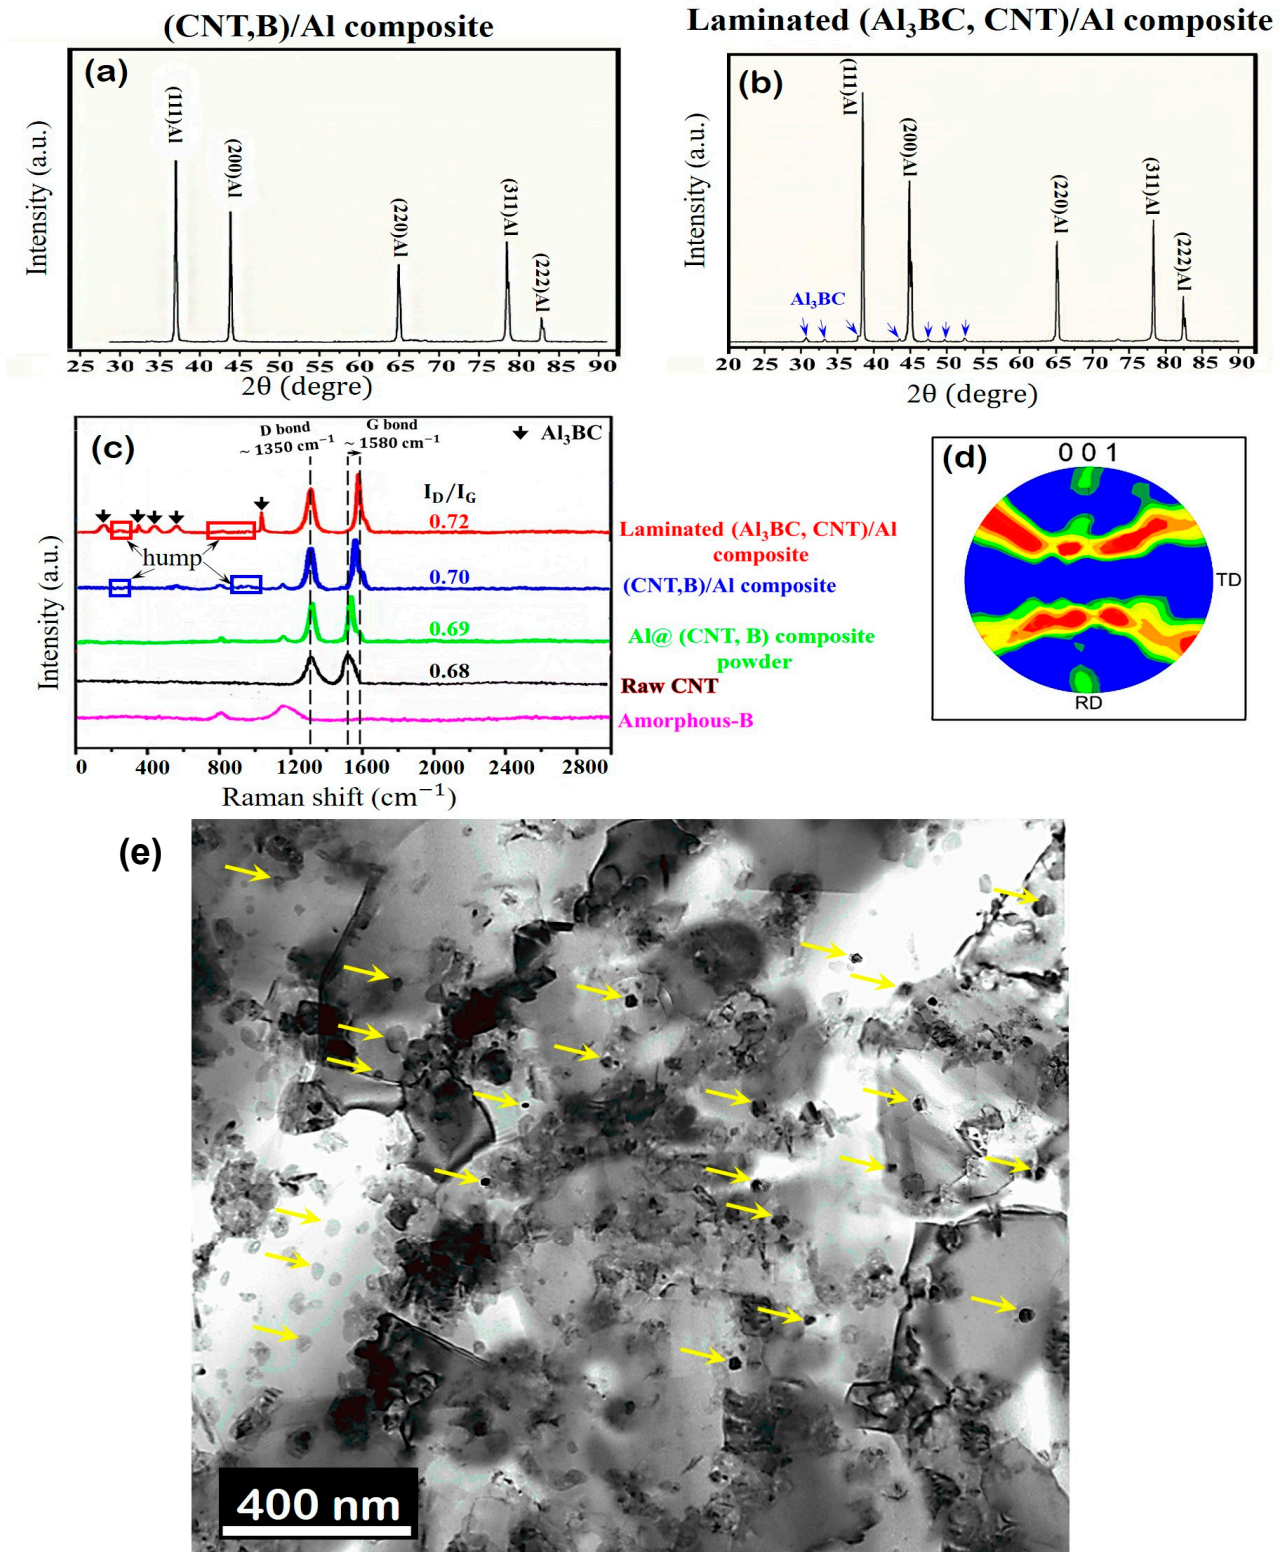 (CNT,B)/Al composite
Laminated (Al₃BC, CNT)/Al composite
(a)
Intensity (a.u.)
(111)Al
(200)Al
(220)Al
(311)Al
(222)Al
25 30 35 40 45 50 55 60 65 70 75 80 85 90
2θ (degre)
(b)
Intensity (a.u.)
(111)Al
(200)Al
(220)Al
(311)Al
(222)Al
Al₃BC
20 25 30 35 40 45 50 55 60 65 70 75 80 85 90
2θ (degre)
(c)
D bond
~ 1350 cm⁻¹
G bond
~ 1580 cm⁻¹
Al₃BC
I_D/I_G
0.72
hump
0.70
0.69
0.68
Laminated (Al₃BC, CNT)/Al
composite
(CNT,B)/Al composite
Al@ (CNT, B) composite
powder
Raw CNT
Amorphous-B
Intensity (a.u.)
0 400 800 1200 1600 2000 2400 2800
Raman shift (cm⁻¹)
(d)
0 0 1
TD
RD
(e)
400 nm